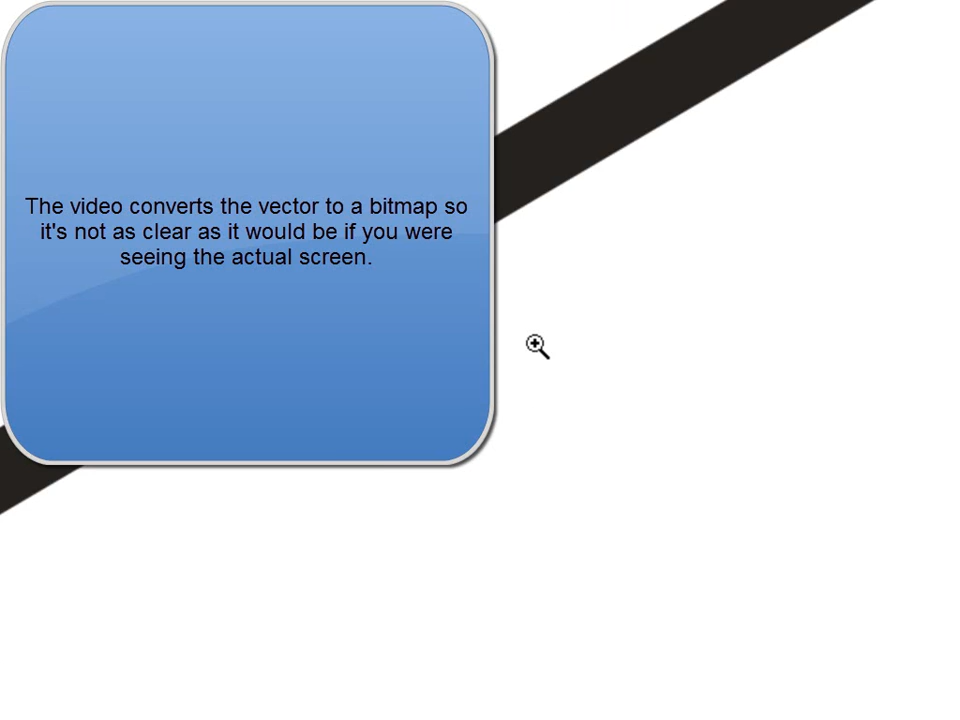 The video converts the vector to a bitmap so
it's not as clear as it would be if you were
seeing the actual screen.